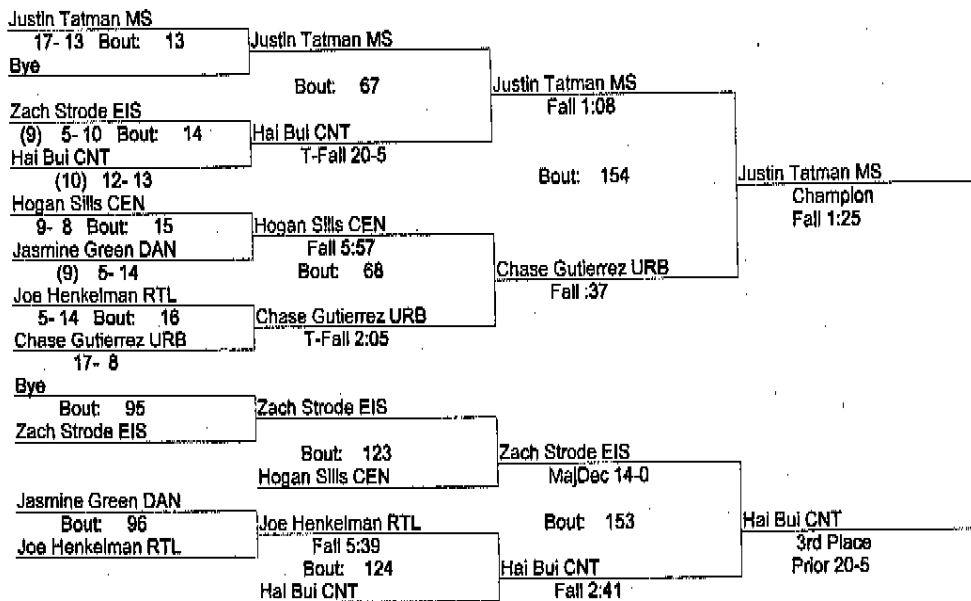 Justin Tatman MS
17- 13 Bout: 13
Bye
Justin Tatman MS
Bout: 67
Zach Strode EIS
(9) 5- 10 Bout: 14
Hai Bui CNT
(10) 12- 13
Hai Bui CNT
T-Fall 20-5
Justin Tatman MS
Fall 1:08
Bout: 154
Hogan Sills CEN
9- 8 Bout: 15
Jasmine Green DAN
(9) 5- 14
Hogan Sills CEN
Fall 5:57
Bout: 68
Joe Henkelman RTL
5- 14 Bout: 16
Chase Gutierrez URB
17- 8
Chase Gutierrez URB
T-Fall 2:05
Chase Gutierrez URB
Fall :37
Justin Tatman MS
Champion
Fall 1:25
Bye
Bout: 95
Zach Strode EIS
Zach Strode EIS
Bout: 123
Hogan Sills CEN
Zach Strode EIS
MajDec 14-0
Bout: 153
Jasmine Green DAN
Bout: 96
Joe Henkelman RTL
Joe Henkelman RTL
Fall 5:39
Bout: 124
Hai Bui CNT
Hai Bui CNT
Fall 2:41
Hai Bui CNT
3rd Place
Prior 20-5